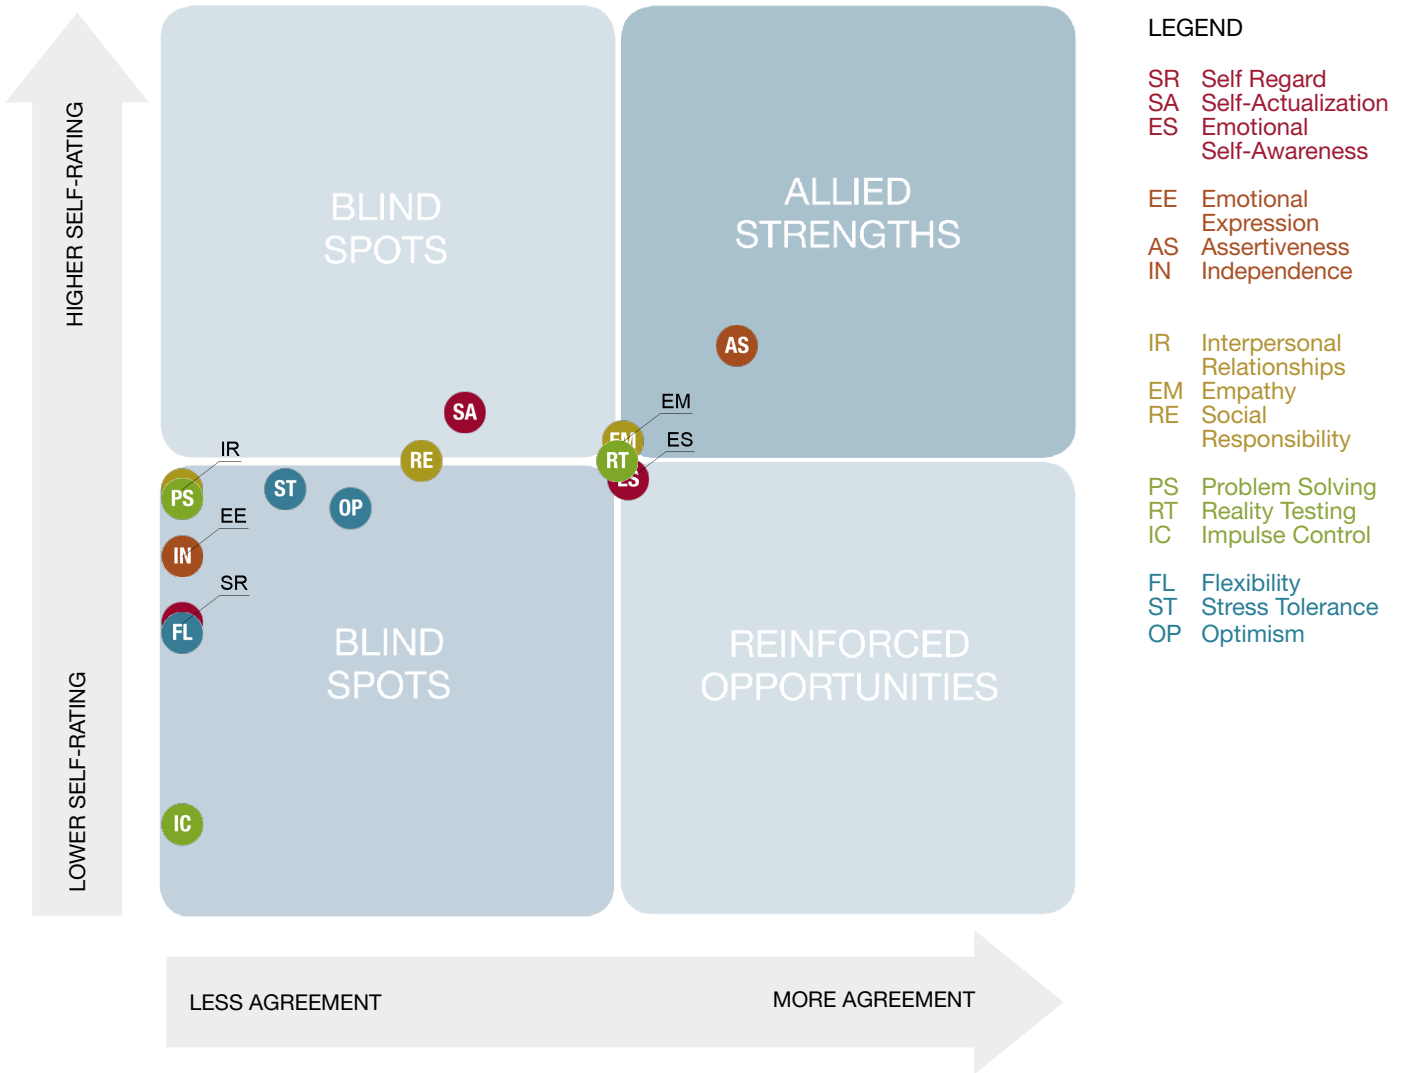 HIGHER SELF-RATING
LOWER SELF-RATING
BLIND
SPOTS
ALLIED
STRENGTHS
AS
EM
SA
EM
ES
IR
RE
RT
ES
PS
ST
OP
EE
IN
SR
FL
BLIND
SPOTS
REINFORCED
OPPORTUNITIES
IC
LESS AGREEMENT
MORE AGREEMENT
LEGEND
SR Self Regard
SA Self-Actualization
ES Emotional
Self-Awareness
EE Emotional
Expression
AS Assertiveness
IN Independence
IR Interpersonal
Relationships
EM Empathy
RE Social
Responsibility
PS Problem Solving
RT Reality Testing
IC Impulse Control
FL Flexibility
ST Stress Tolerance
OP Optimism